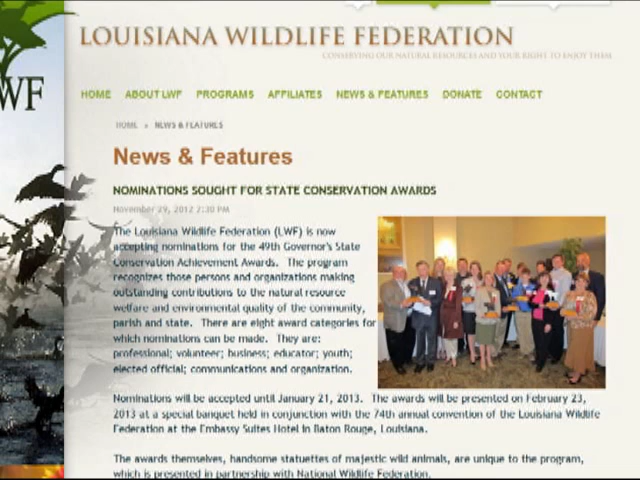 LOUISIANA WILDLIFE FEDERATION
CONSERVING OUR NATURAL RESOURCES AND YOUR RIGHT TO ENJOY THEM
WF
HOME ABOUT LWF PROGRAMS AFFILIATES NEWS & FEATURES DONATE CONTACT
HOME » NEWS & FEATURES
News & Features
NOMINATIONS SOUGHT FOR STATE CONSERVATION AWARDS
November 29, 2012 2:30 PM
The Louisiana Wildlife Federation (LWF) is now
accepting nominations for the 49th Governor's State
Conservation Achievement Awards. The program
recognizes those persons and organizations making
outstanding contributions to the natural resource
welfare and environmental quality of the community,
parish and state. There are eight award categories for
which nominations can be made. They are:
professional; volunteer; business; educator; youth;
elected official; communications and organization.
Nominations will be accepted until January 21, 2013. The awards will be presented on February 23,
2013 at a special banquet held in conjunction with the 74th annual convention of the Louisiana Wildlife
Federation at the Embassy Suites Hotel in Baton Rouge, Louisiana.
The awards themselves, handsome statuettes of majestic wild animals, are unique to the program,
which is presented in partnership with National Wildlife Federation.